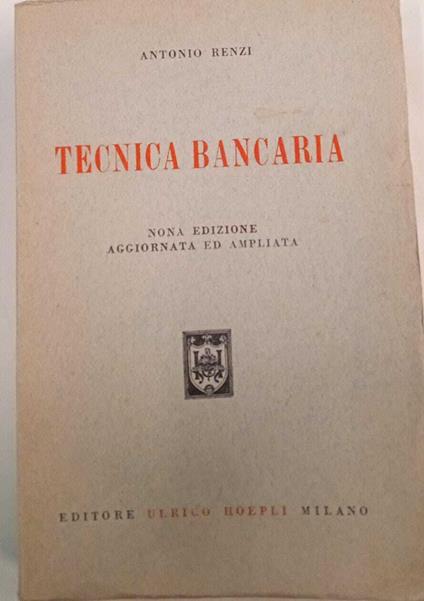 ANTONIO RENZI
TECNICA BANCARIA
NONA EDIZIONE
AGGIORNATA ED AMPLIATA
EDITORE ULRICO HOEPLI MILANO